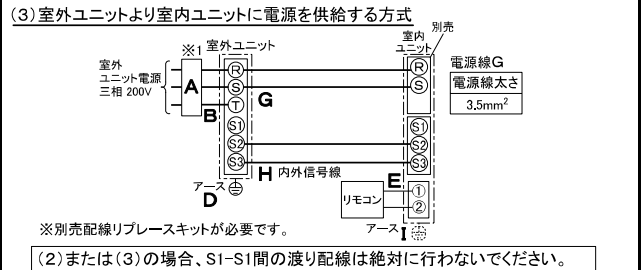 (3)室外ユニットより室内ユニットに電源を供給する方式
別売
※1
室外ユニット
室内
ユニット
電源線G
室外
ユニット電源
三相 200V
電源線太さ
3.5mm²
A
R
S
T
S1
S2
S3
B
G
R
S
S1
S2
S3
H 内外信号線
アース
D
E
リモコン
①
②
アース I
※別売配線リプレースキットが必要です。
(2)または(3)の場合、S1-S1間の渡り配線は絶対に行わないでください。